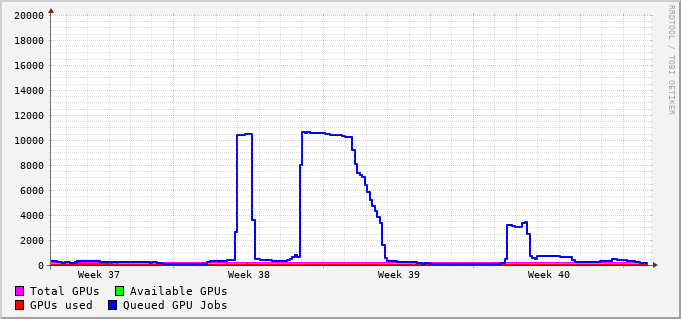 20000
18000
16000
14000
12000
10000
8000
6000
4000
2000
0
Week 37 Week 38 Week 39 Week 40
Total GPUs Available GPUs
GPUs used Queued GPU Jobs
RRDTOOL / TOBI OETIKER